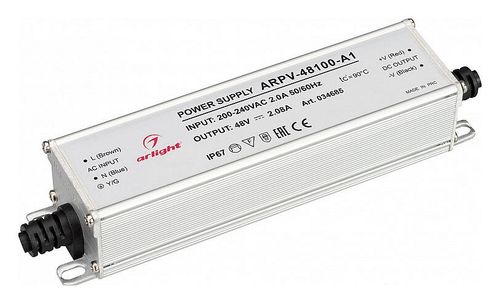 POWER SUPPLY ARPV-48100-A1
INPUT: 200-240VAC 2.0A 50/60Hz
OUTPUT: 48V 2.08A Art. 034685
tc=90°C
IP67 EAC
arlight
L (Brown)
AC INPUT
N (Blue)
Y/G
+V (Red)
DC OUTPUT
-V (Black)
MADE IN PRC